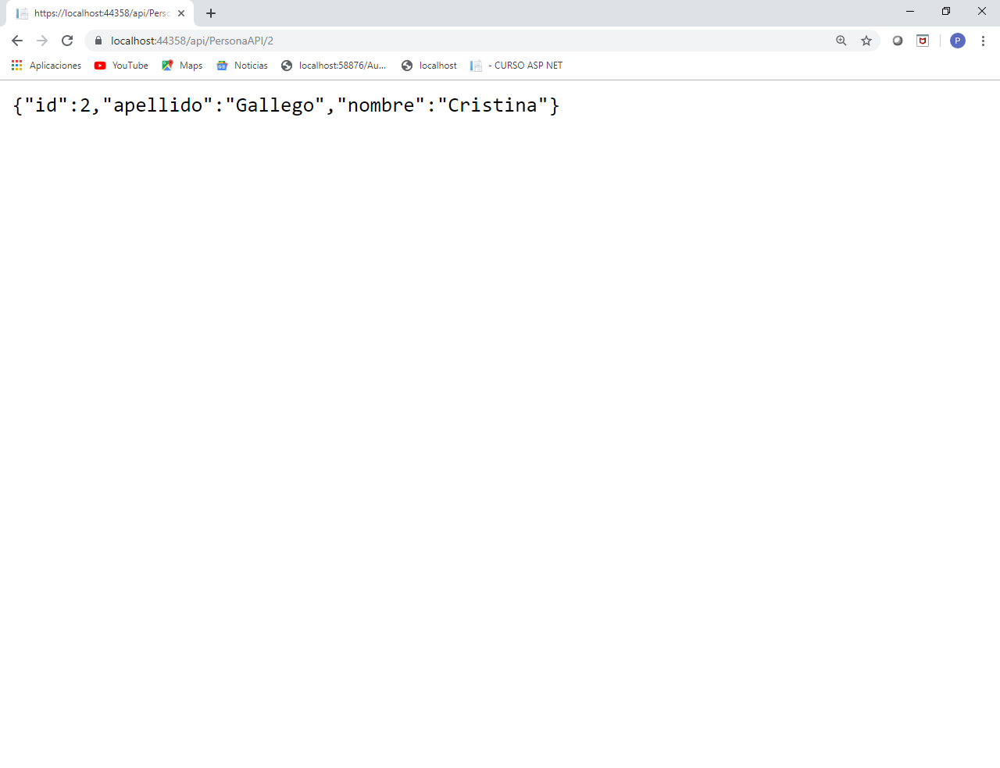 https://localhost:44358/api/Perso
localhost:44358/api/PersonaAPI/2
P
Aplicaciones YouTube Maps Noticias localhost:58876/Au... localhost - CURSO ASP NET
{"id":2,"apellido":"Gallego","nombre":"Cristina"}